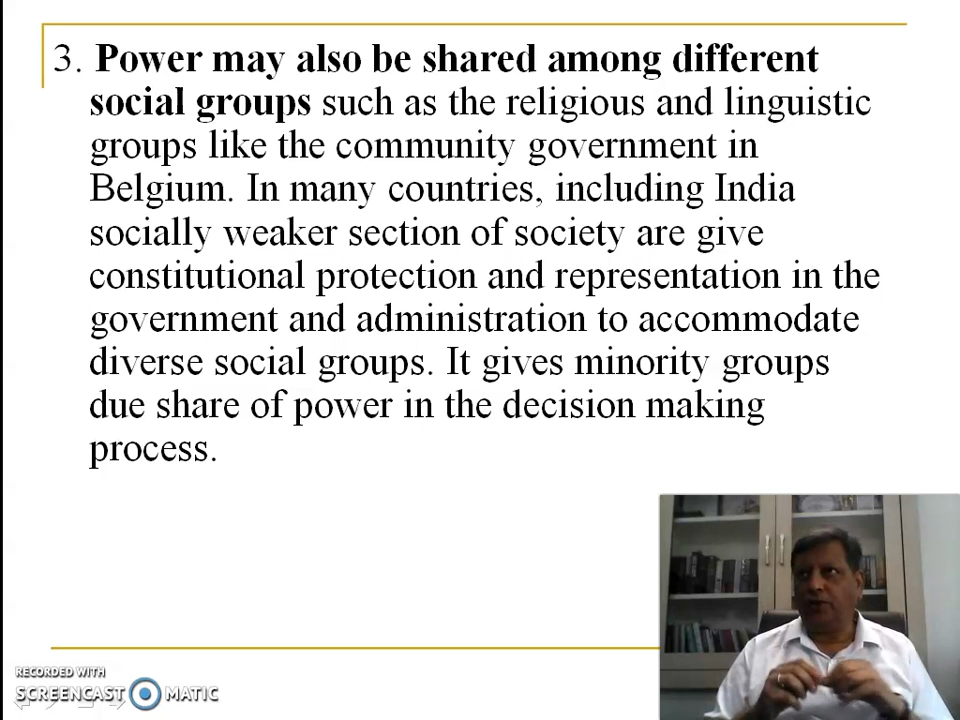 3. Power may also be shared among different
social groups such as the religious and linguistic
groups like the community government in
Belgium. In many countries, including India
socially weaker section of society are give
constitutional protection and representation in the
government and administration to accommodate
diverse social groups. It gives minority groups
due share of power in the decision making
process.
RECORDED WITH
SCREENCAST MATIC